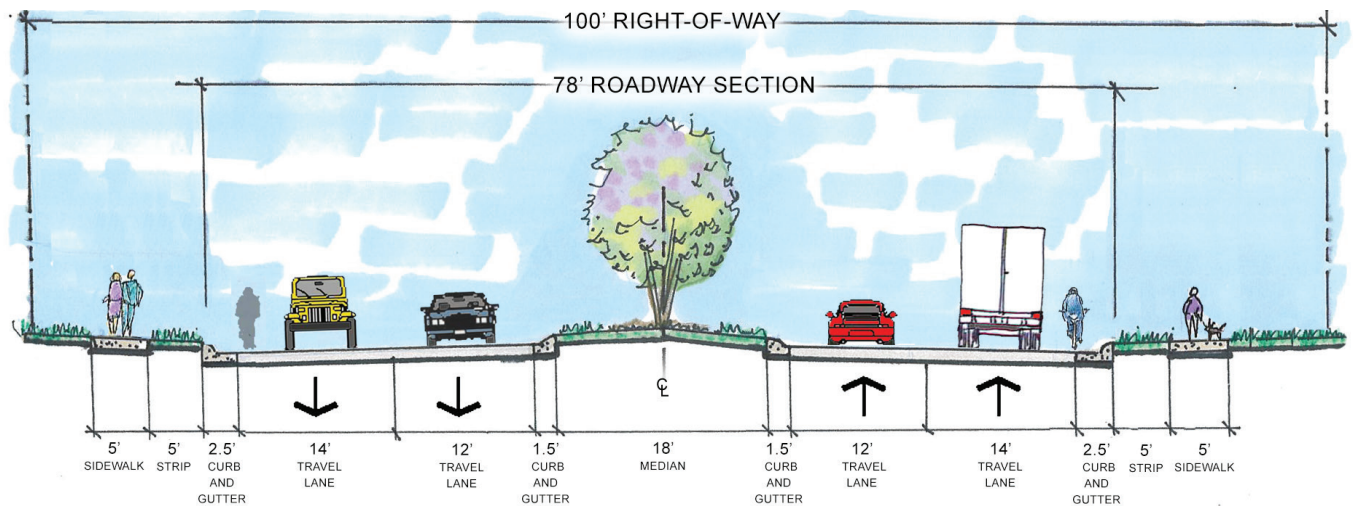 100' RIGHT-OF-WAY
78' ROADWAY SECTION
℄
5' SIDEWALK
5' STRIP
2.5' CURB AND GUTTER
14' TRAVEL LANE
12' TRAVEL LANE
1.5' CURB AND GUTTER
18' MEDIAN
1.5' CURB AND GUTTER
12' TRAVEL LANE
14' TRAVEL LANE
2.5' CURB AND GUTTER
5' STRIP
5' SIDEWALK